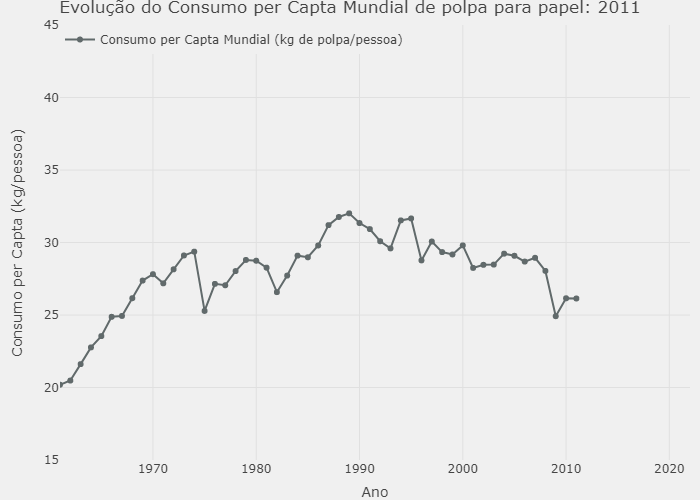 Evolução do Consumo per Capta Mundial de polpa para papel: 2011
45
Consumo per Capta Mundial (kg de polpa/pessoa)
40
35
30
25
20
15
Consumo per Capta (kg/pessoa)
1970 1980 1990 2000 2010 2020
Ano